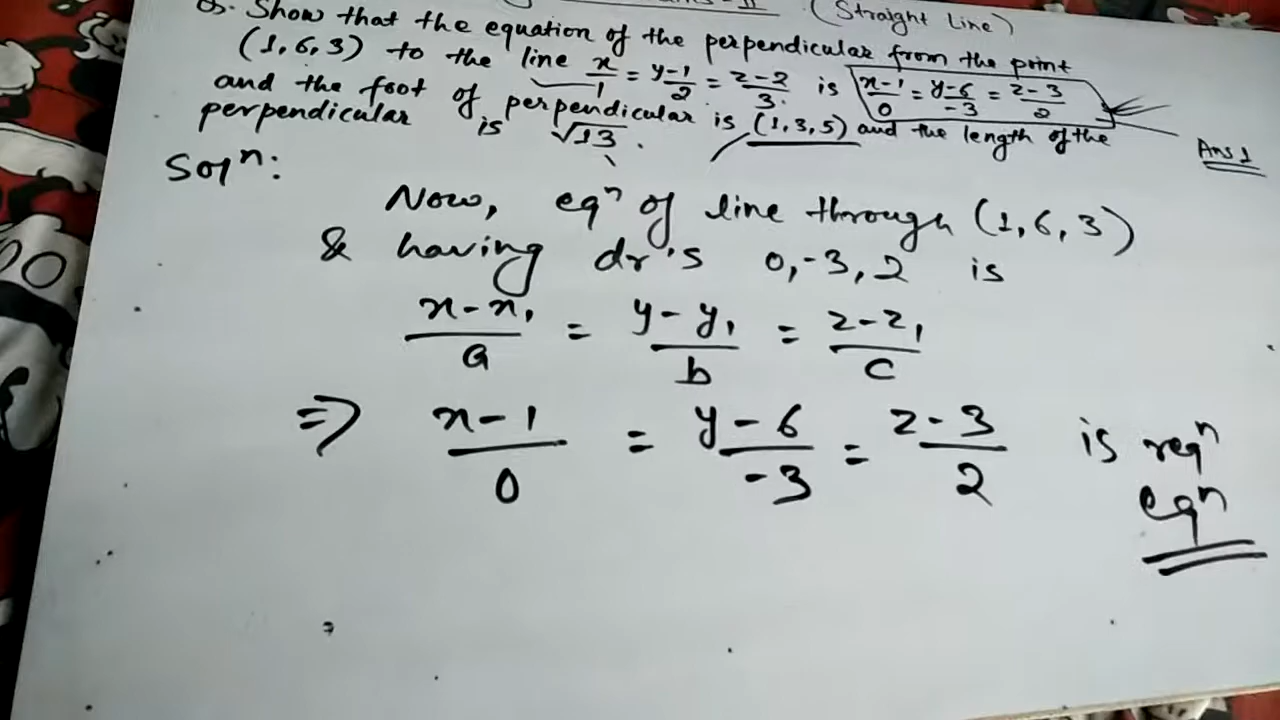 (Straight Line)
Q3. Show that the equation of the perpendicular from the point
(1,6,3) to the line x/1 = y-1/2 = z-2/3 is x-1/0 = y-6/-3 = z-3/2
and the foot of perpendicular is (1,3,5) and the length of the
perpendicular is √13.
Ans 1
Solⁿ:
Now, eqⁿ of line through (1,6,3)
& having dr's 0,-3,2 is
x-x₁/a = y-y₁/b = z-z₁/c
=> x-1/0 = y-6/-3 = z-3/2 is reqⁿ
eqⁿ